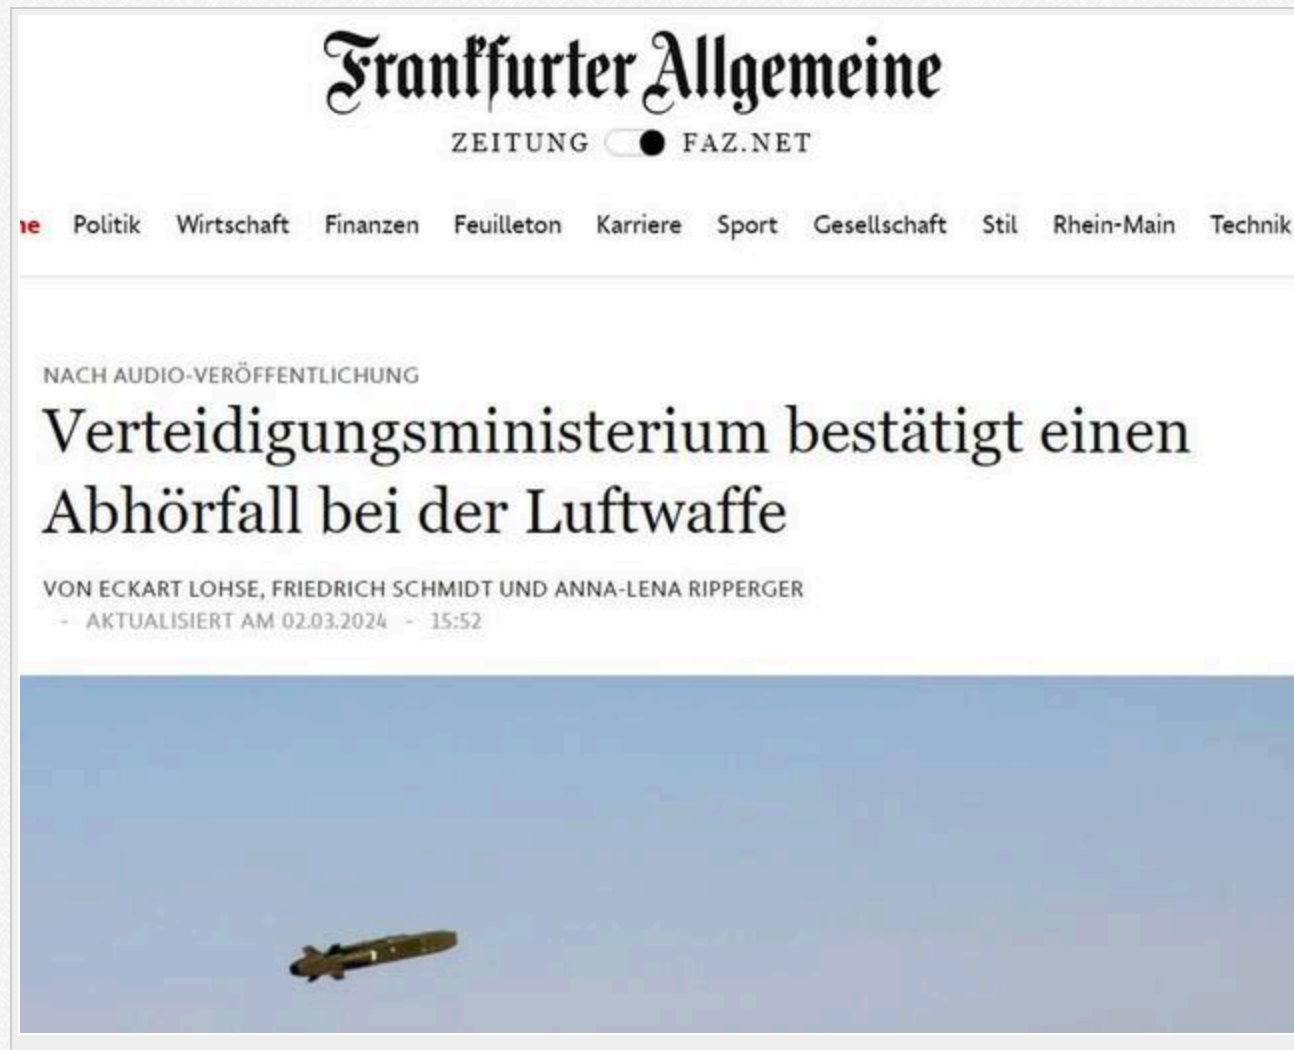 Frankfurter Allgemeine
ZEITUNG FAZ.NET
Politik Wirtschaft Finanzen Feuilleton Karriere Sport Gesellschaft Stil Rhein-Main Technik
NACH AUDIO-VERÖFFENTLICHUNG
Verteidigungsministerium bestätigt einen
Abhörfall bei der Luftwaffe
VON ECKART LOHSE, FRIEDRICH SCHMIDT UND ANNA-LENA RIPPERGER
- AKTUALISIERT AM 02.03.2024 - 15:52